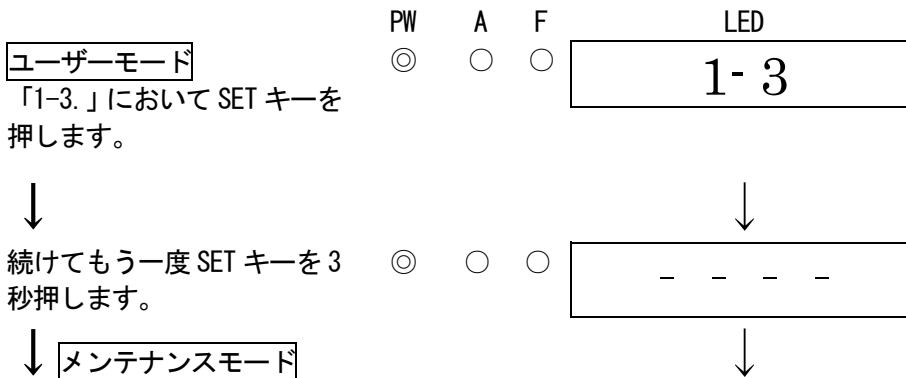 PW A F LED
ユーザーモード ◎ ○ ○ 1- 3
「1-3.」において SET キーを
押します。
↓ ↓
続けてもう一度 SET キーを 3 ◎ ○ ○ - - - -
秒押します。
↓ メンテナンスモード ↓